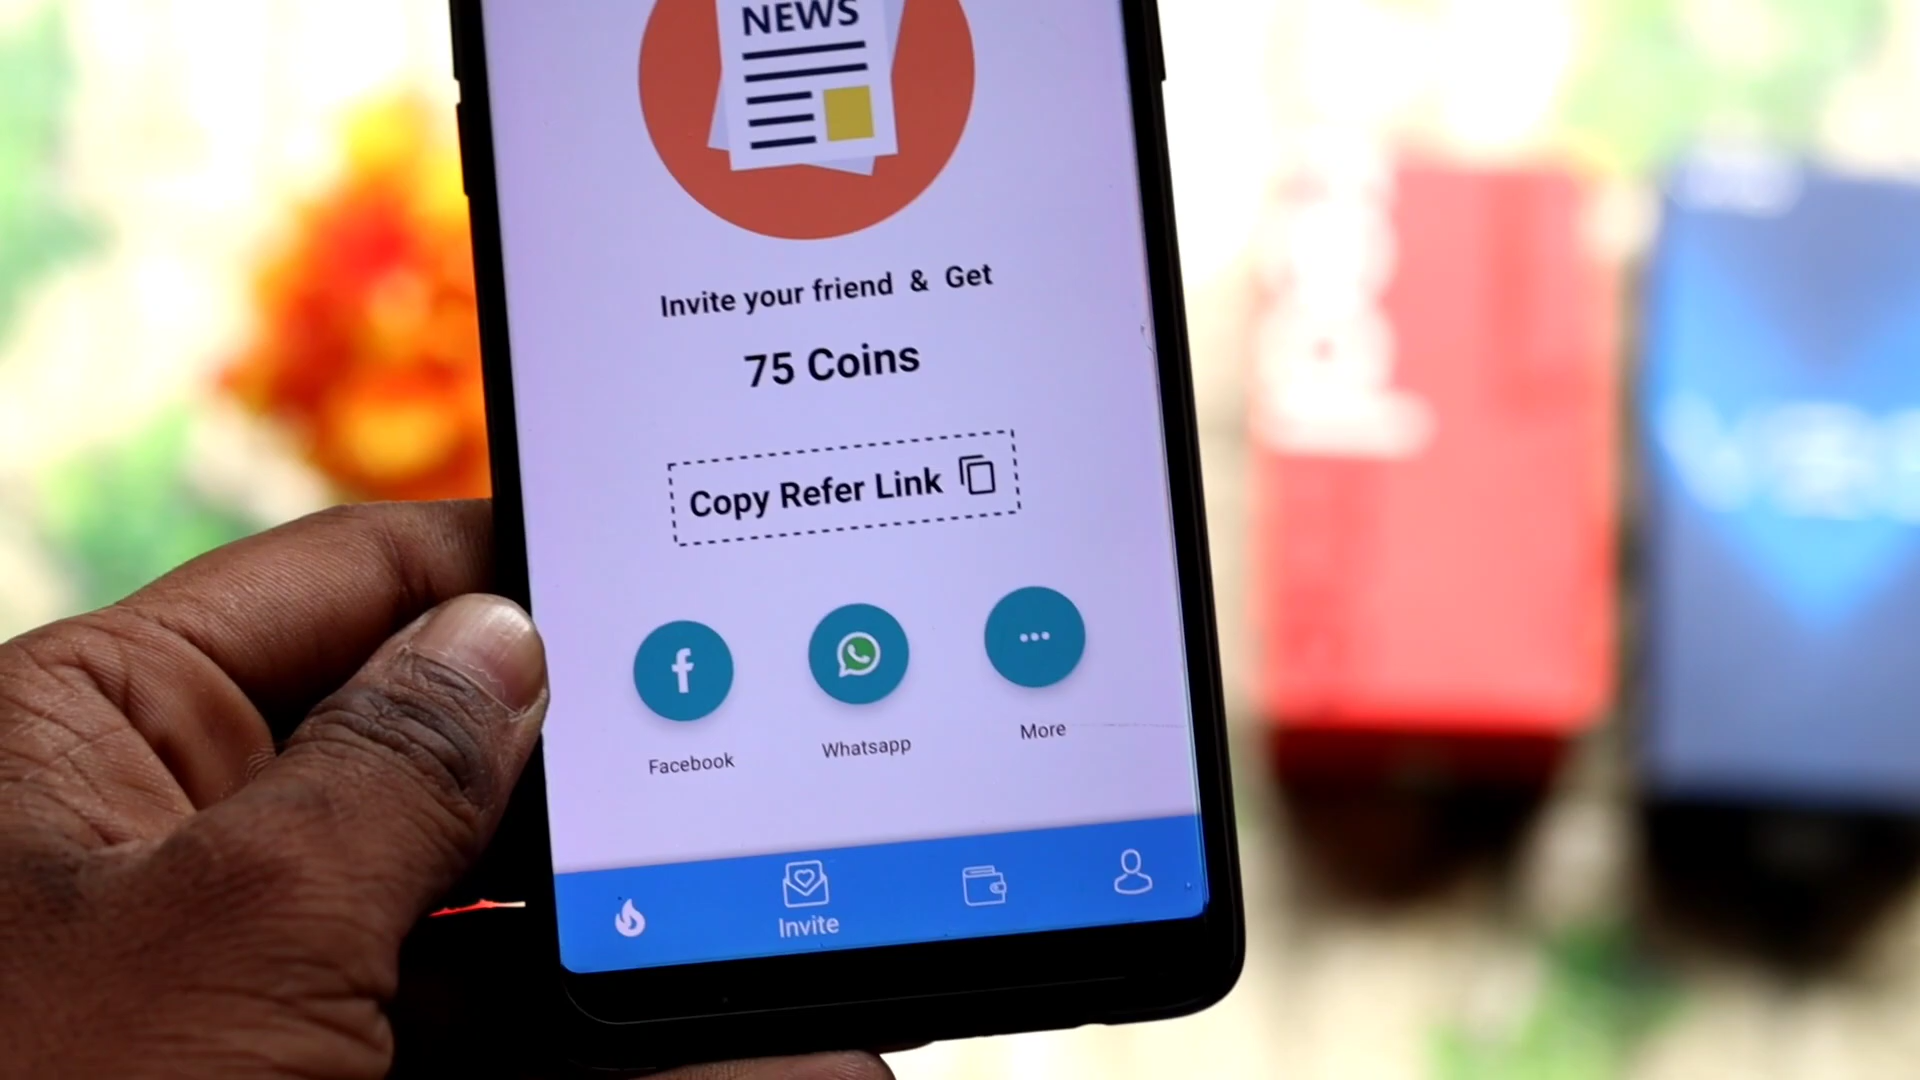 NEWS
Invite your friend & Get
75 Coins
Copy Refer Link
Facebook
Whatsapp
More
Invite